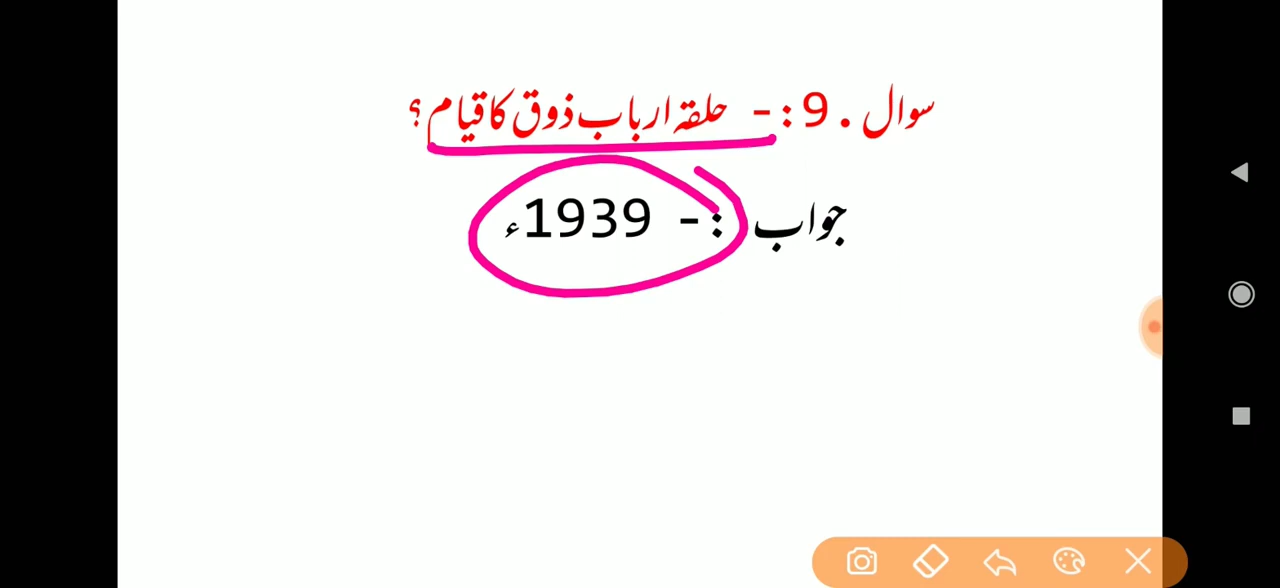 سوال . 9 :- حلقہ ارباب ذوق کا قیام ؟
جواب :- 1939ء